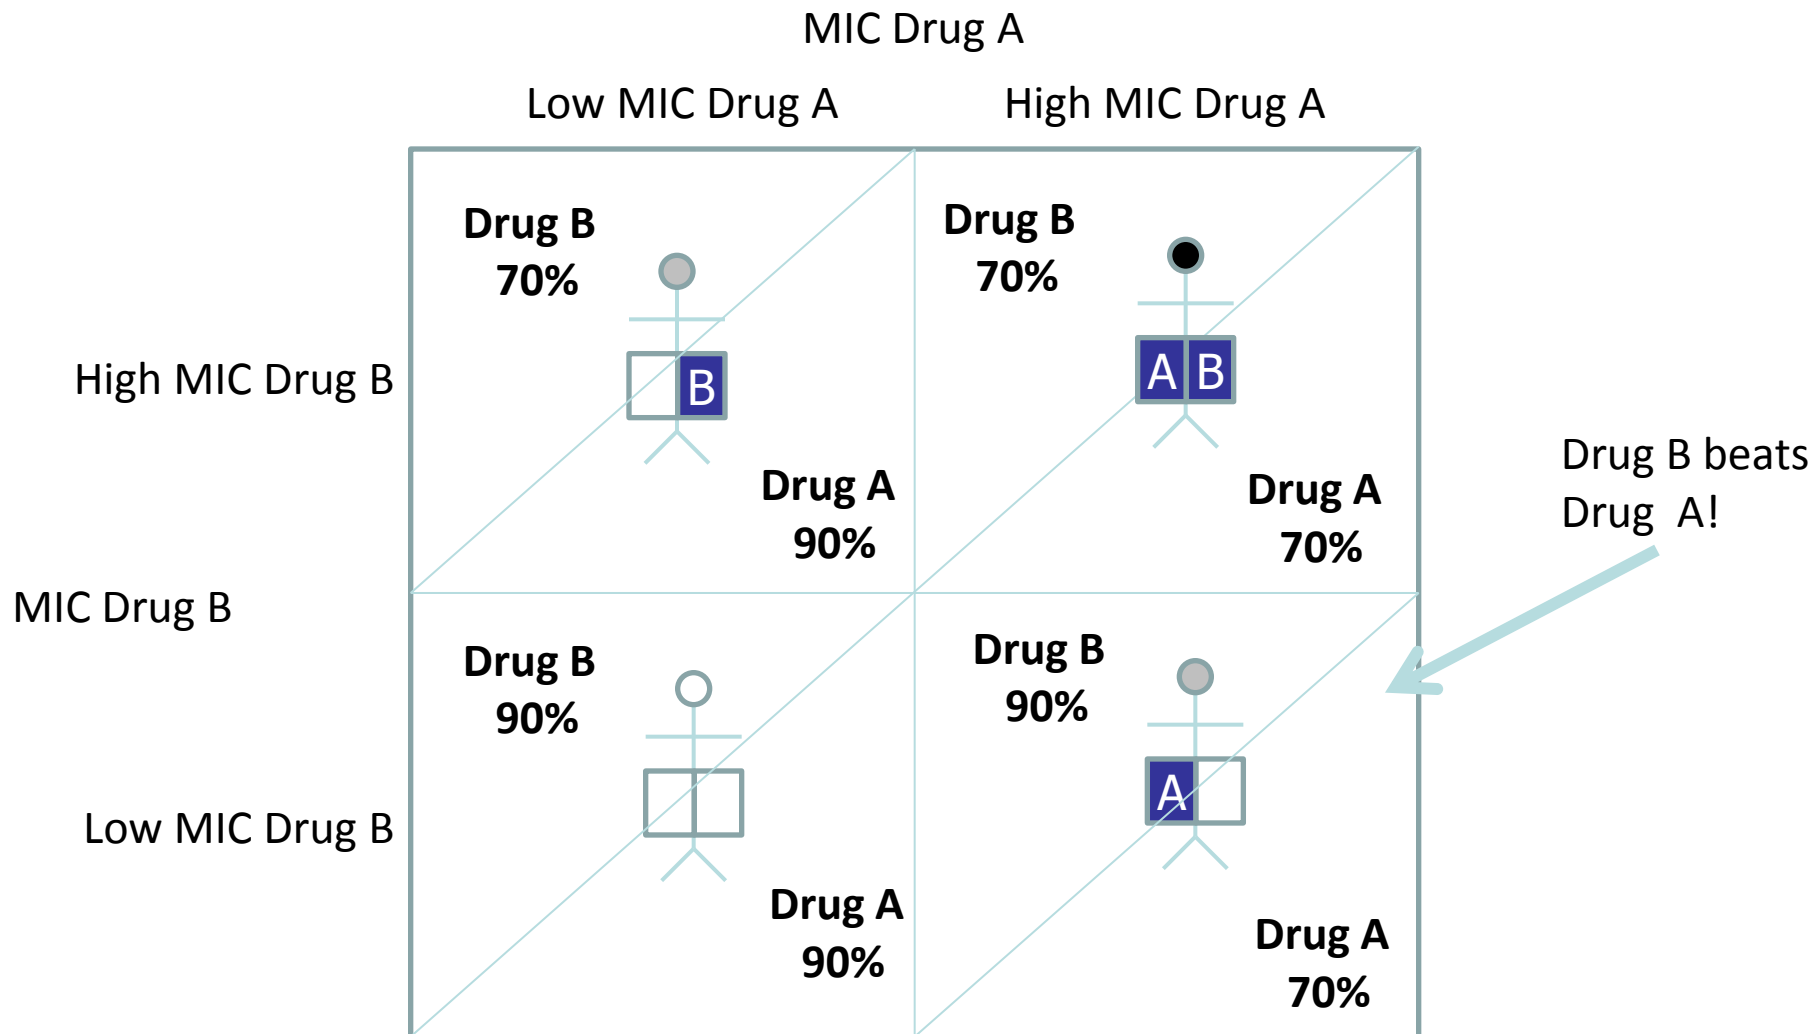 MIC Drug A
Low MIC Drug A
High MIC Drug A
Drug B
70%
Drug B
70%
High MIC Drug B
B
A B
Drug A
90%
Drug A
70%
Drug B beats
Drug A!
MIC Drug B
Drug B
90%
Drug B
90%
Low MIC Drug B
A
Drug A
90%
Drug A
70%